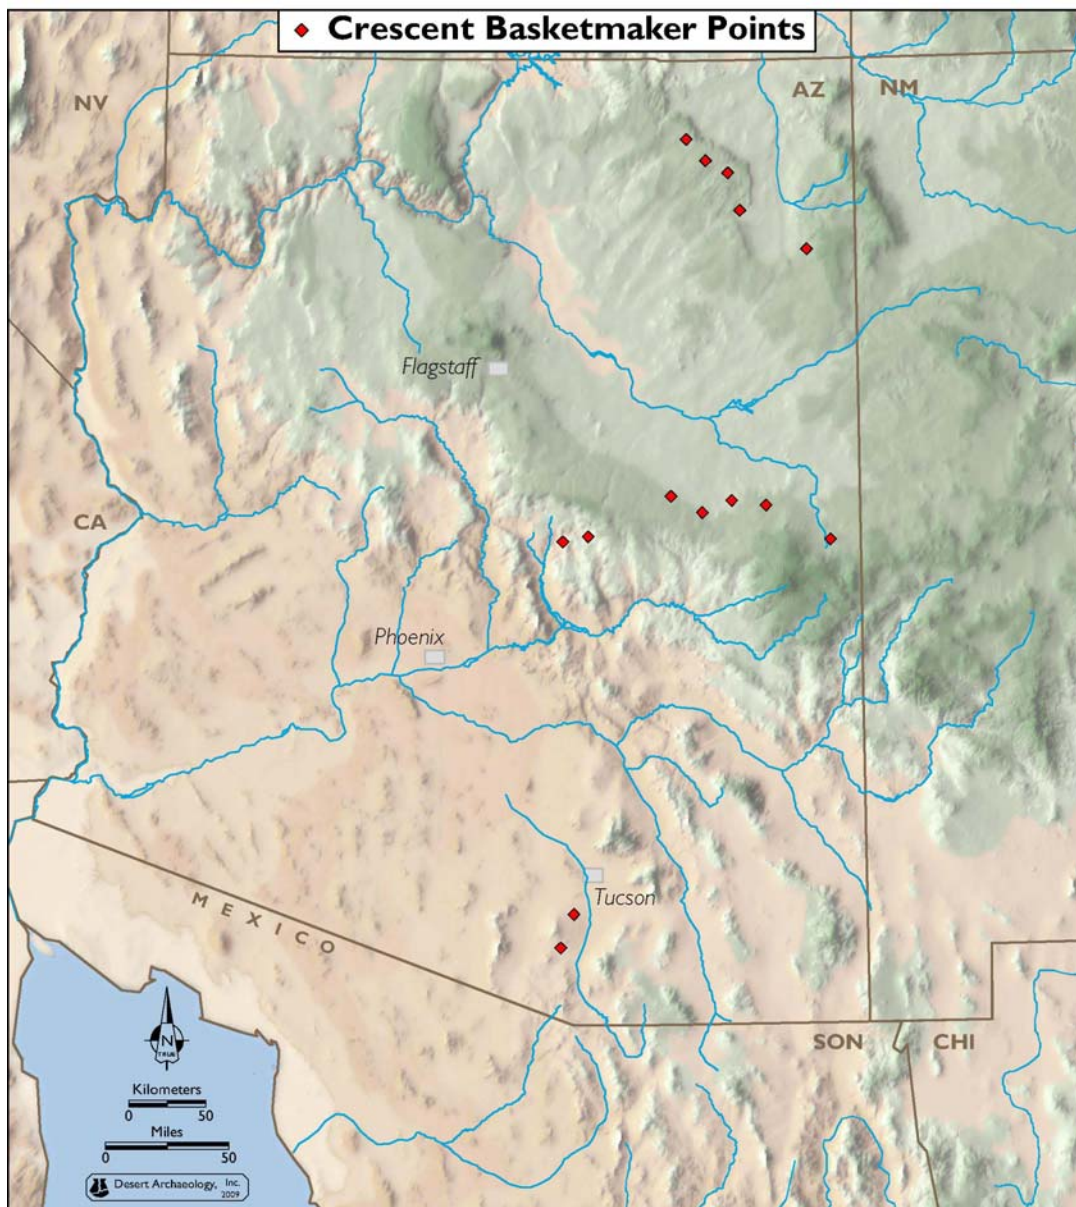 Crescent Basketmaker Points
NV
AZ
NM
Flagstaff
CA
Phoenix
Tucson
MEXICO
SON
CHI
N
TRUE
Kilometers
0 50
Miles
0 50
Desert Archaeology, Inc.
2009